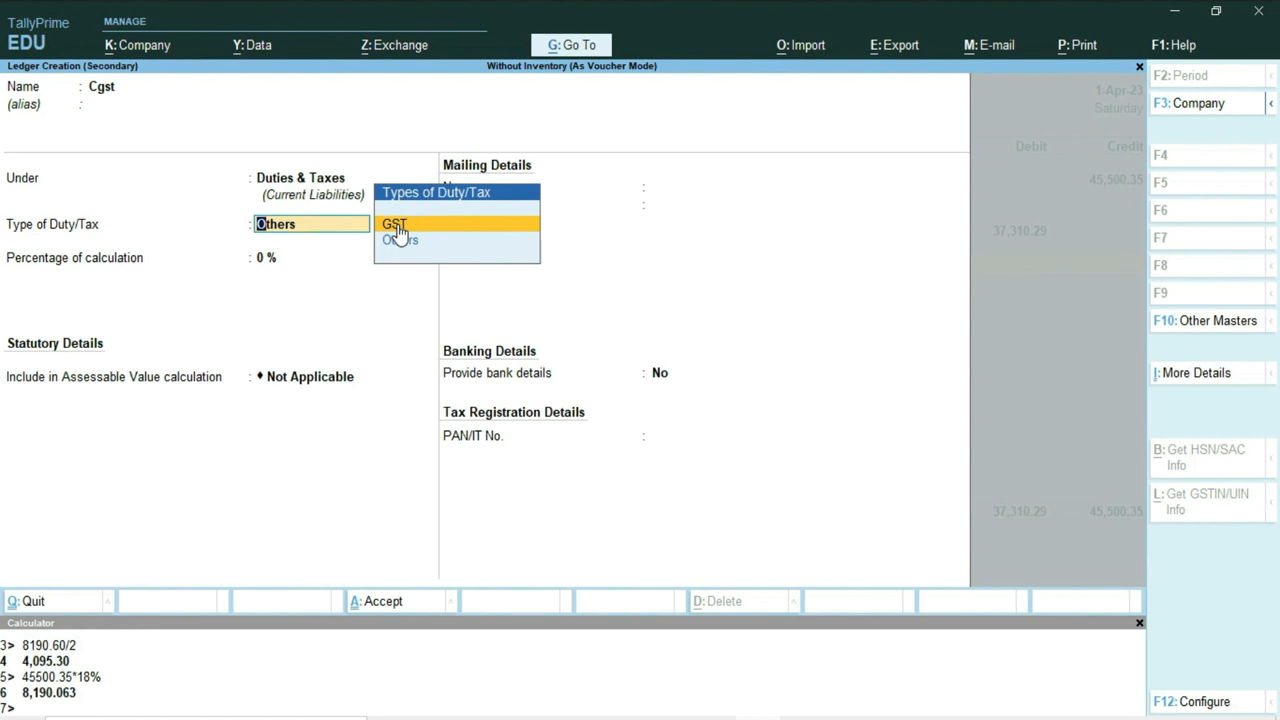 TallyPrime
EDU
MANAGE
K: Company
Y: Data
Z: Exchange
G: Go To
O: Import
E: Export
M: E-mail
P: Print
F1: Help
Ledger Creation (Secondary)
Without Inventory (As Voucher Mode)
Name : Cgst
(alias) :
Under : Duties & Taxes
(Current Liabilities)
Type of Duty/Tax : Others
Percentage of calculation : 0 %
Statutory Details
Include in Assessable Value calculation : ♦ Not Applicable
Mailing Details
:
:
Types of Duty/Tax
GST
Banking Details
Provide bank details : No
Tax Registration Details
PAN/IT No. :
1-Apr-23
Saturday
Debit Credit
45,500.35
37,310.29
37,310.29 45,500.35
F2: Period
F3: Company
F4
F5
F6
F7
F8
F9
F10: Other Masters
I: More Details
B: Get HSN/SAC
Info
L: Get GSTIN/UIN
Info
F12: Configure
Q: Quit
A: Accept
D: Delete
Calculator
3> 8190.60/2
4 4,095.30
5> 45500.35*18%
6 8,190.063
7>